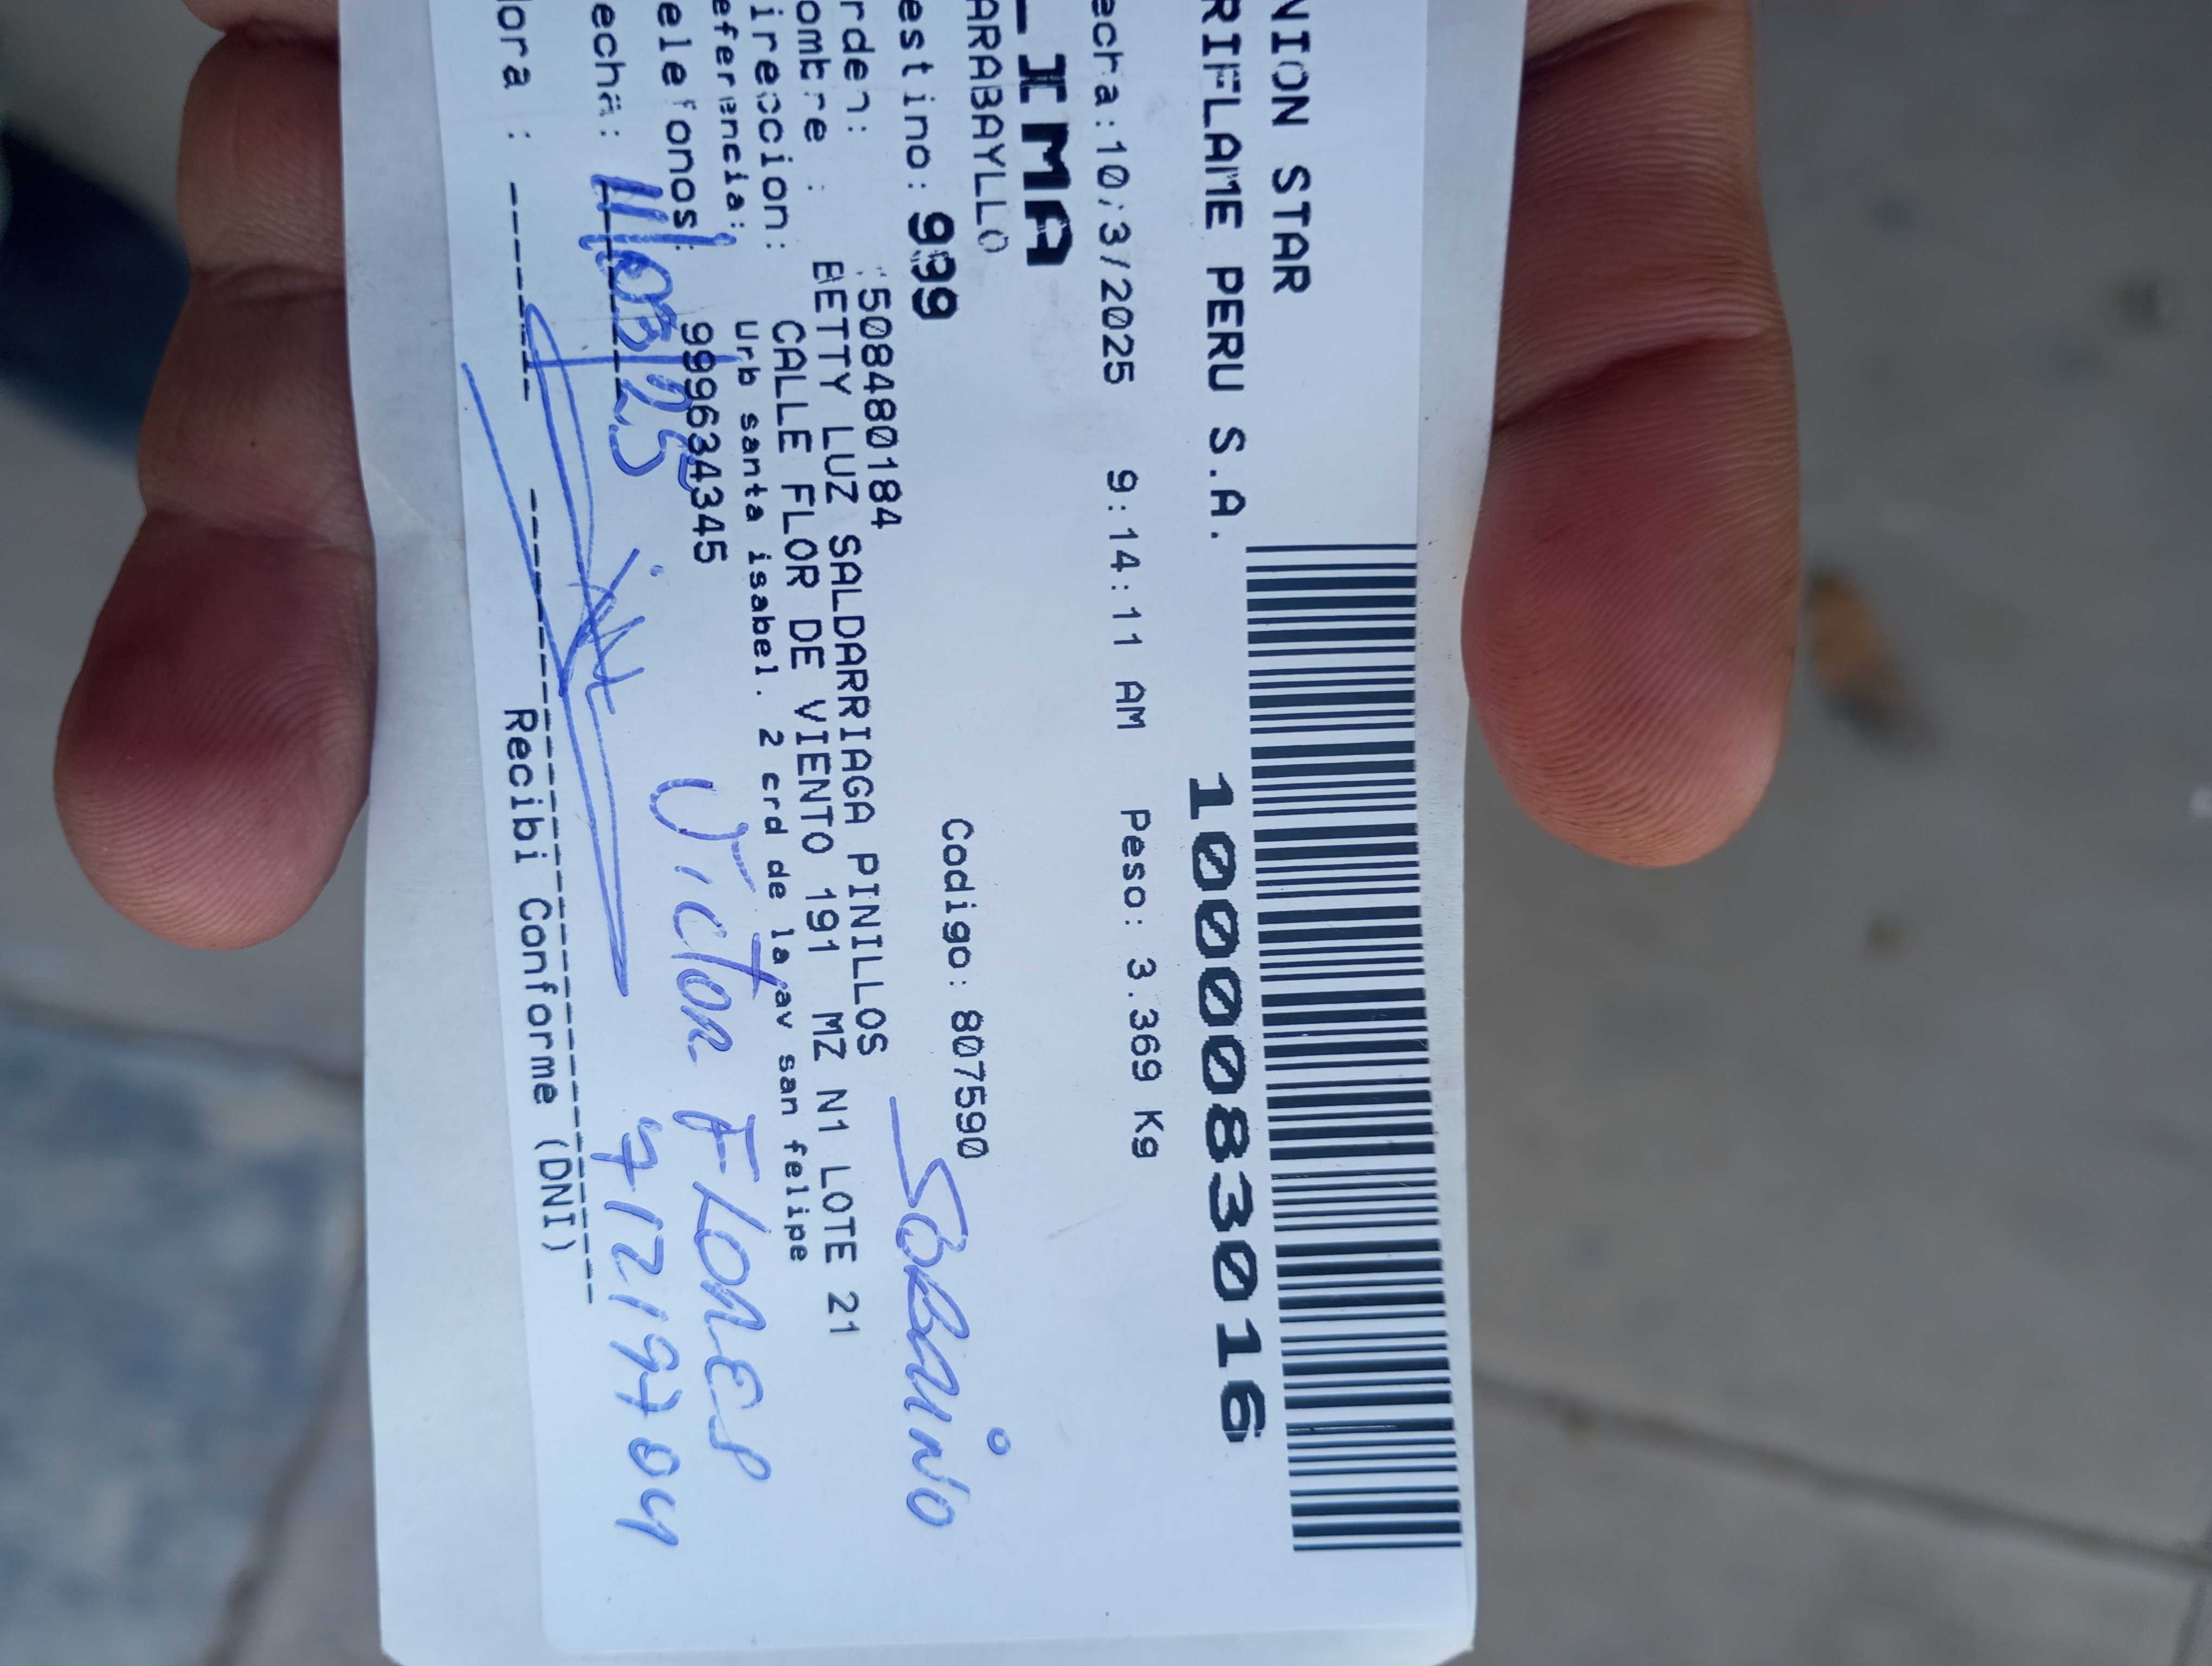 NION STAR
RIFLAME PERU S.A.
1000083016
echa:10/3/2025 9:14:11 AM Peso: 3.369 Kg
LIMA
ARABAYLLO
estino: 999 Codigo: 807590
rden: 5084480184
ombre : BETTY LUZ SALDARRIAGA PINILLOS
SOBRINO
ireccion: CALLE FLOR DE VIENTO 191 MZ N1 LOTE 21
eferencia: Urb santa isabel. 2 crd de la av san felipe
elefonos: 999634345
Victor FLORES
echa: 11/03/25
71219704
ora :
Recibi Conforme (DNI)